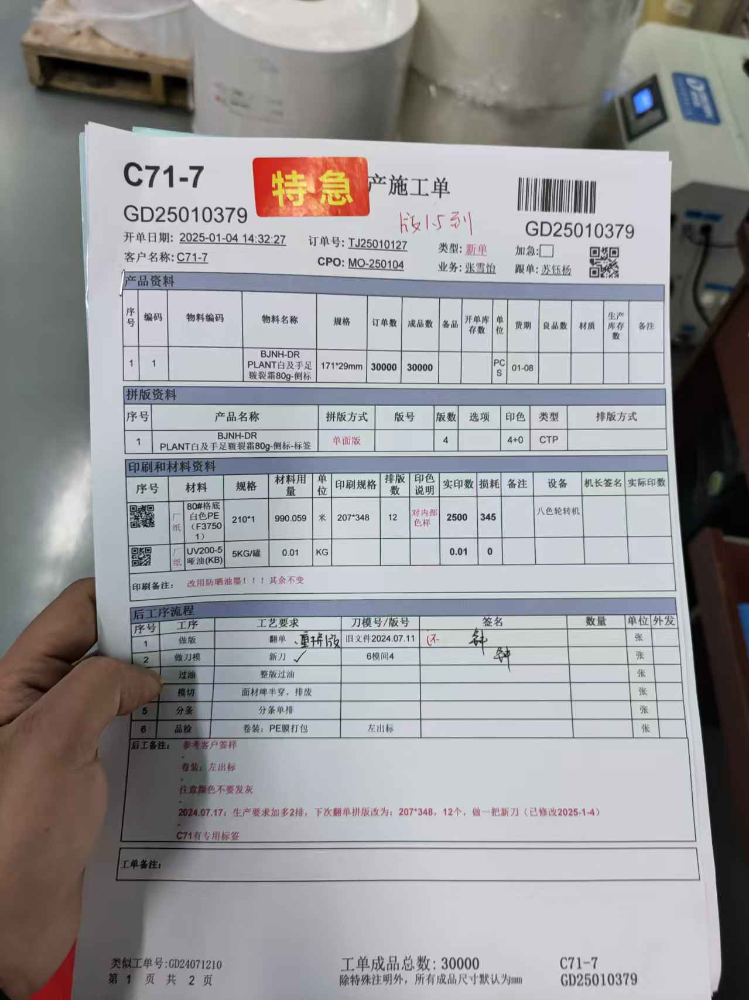 C71-7
特急
产施工单
版1.5到
GD25010379
GD25010379
开单日期: 2025-01-04 14:32:27
订单号: TJ25010127
类型: 新单
加急:
客户名称: C71-7
CPO: MO-250104
业务: 张雪怡
跟单: 苏钰杨
产品资料
序号 编码 物料编码 物料名称 规格 订单数 成品数 备品 开单库存数 单位 货期 良品数 材质 生产库存数 备注
1 1 BJNH-DR PLANT白及手足皲裂霜80g-侧标 171*29mm 30000 30000 PCS 01-08
拼版资料
序号 产品名称 拼版方式 版号 版数 选项 印色 类型 排版方式
1 BJNH-DR PLANT白及手足皲裂霜80g-侧标-标签 单面版 4 4+0 CTP
印刷和材料资料
序号 材料 规格 材料用量 单位 印刷规格 排版数 印色说明 实印数 损耗 备注 设备 机长签名 实际印数
厂纸 80#格底白色PE（F37501） 210*1 990.059 米 207*348 12 对内部色样 2500 345 八色轮转机
厂纸 UV200-5哑油(KB) 5KG/罐 0.01 KG 0.01 0
印刷备注: 改用防晒油墨！！！其余不变
后工序流程
序号 工序 工艺要求 刀模号/版号 签名 数量 单位 外发
1 做版 翻单 重拼版 旧文件2024.07.11 钟 张
2 做刀模 新刀 ✓ 6模间4 钟 张
过油 整版过油 张
模切 面材啤半穿，排废 张
5 分条 分条单排 张
6 品检 卷装；PE膜打包 左出标 张
后工备注: 参考客户签样
-
卷装；左出标
-
注意颜色不要发灰
-
2024.07.17：生产要求加多2排，下次翻单拼版改为：207*348，12个，做一把新刀（已修改2025-1-4）
-
C71有专用标签
工单备注:
类似工单号:GD24071210
工单成品总数: 30000
C71-7
第 1 页 共 2 页
除特殊注明外，所有成品尺寸默认为mm
GD25010379